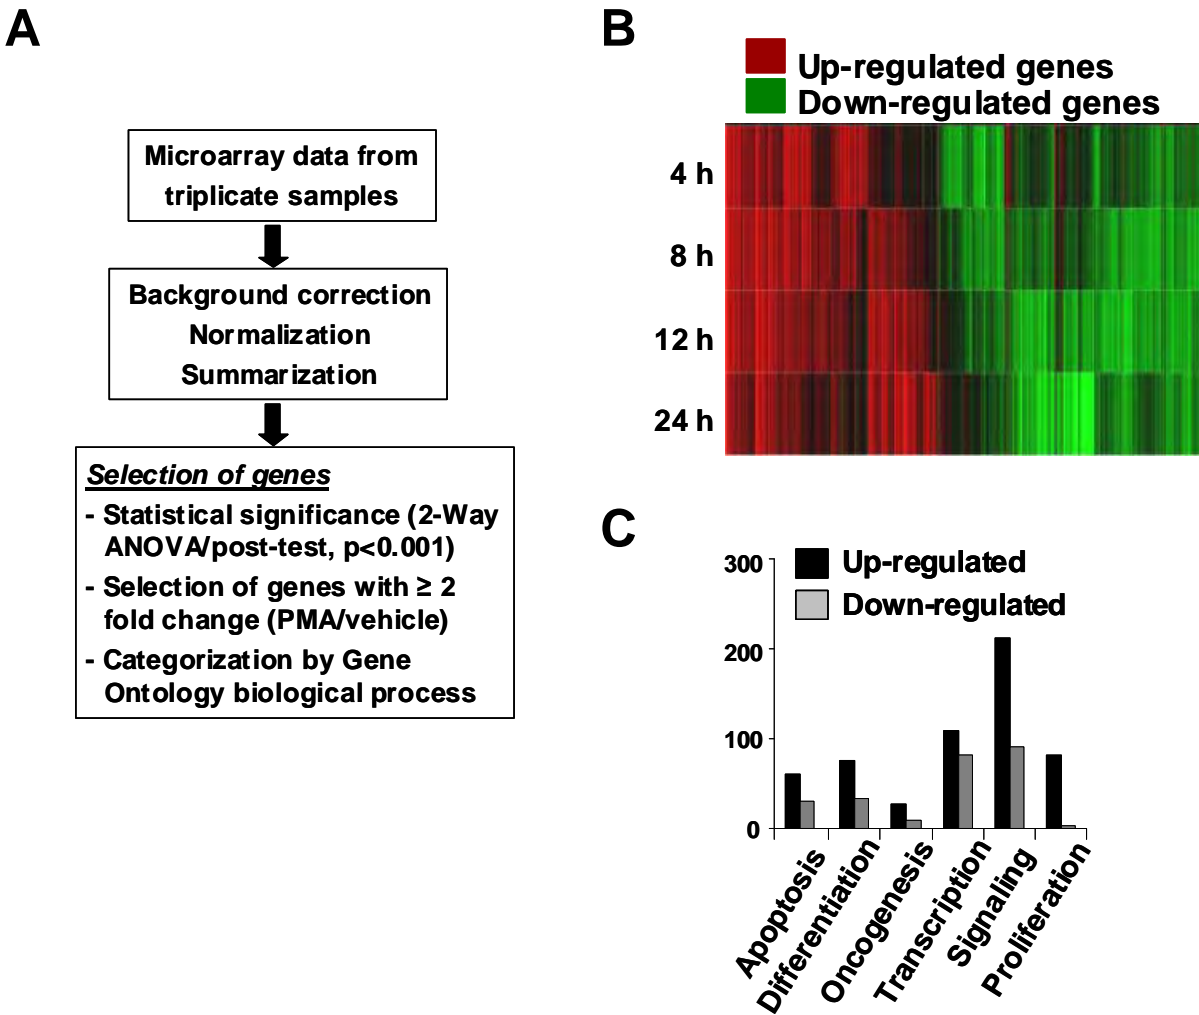 A
Microarray data from
triplicate samples
Background correction
Normalization
Summarization
Selection of genes
- Statistical significance (2-Way
ANOVA/post-test, p<0.001)
- Selection of genes with ≥ 2
fold change (PMA/vehicle)
- Categorization by Gene
Ontology biological process
B
Up-regulated genes
Down-regulated genes
4 h
8 h
12 h
24 h
C
Up-regulated
Down-regulated
300
200
100
0
Apoptosis
Differentiation
Oncogenesis
Transcription
Signaling
Proliferation